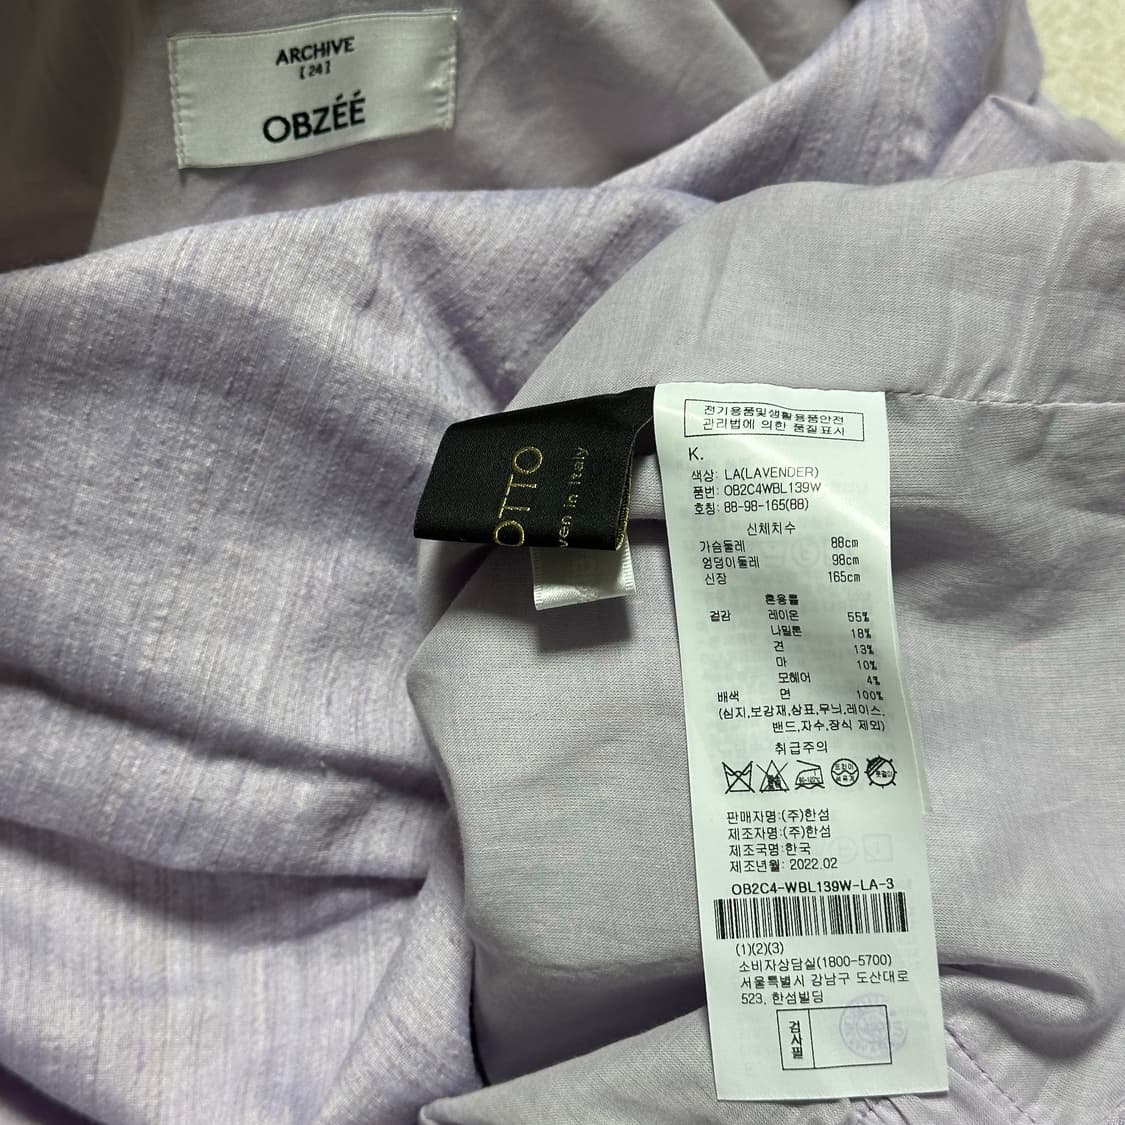 ARCHIVE
[24]
OBZÉÉ
OTTO
ven in Italy
전기용품및생활용품안전
관리법에 의한 품질표시
K.
색상: LA(LAVENDER)
품번: OB2C4WBL139W
호칭: 88-98-165(88)
신체치수
가슴둘레 88cm
엉덩이둘레 98cm
신장 165cm
혼용률
겉감 레이온 55%
나일론 18%
견 13%
마 10%
모헤어 4%
배색 면 100%
(심지,보강재,상표,무늬,레이스,
밴드,자수,장식 제외)
취급주의
판매자명:(주)한섬
제조자명:(주)한섬
제조국명:한국
제조년월: 2022.02
OB2C4-WBL139W-LA-3
(1)(2)(3)
소비자상담실(1800-5700)
서울특별시 강남구 도산대로
523, 한섬빌딩
검사필